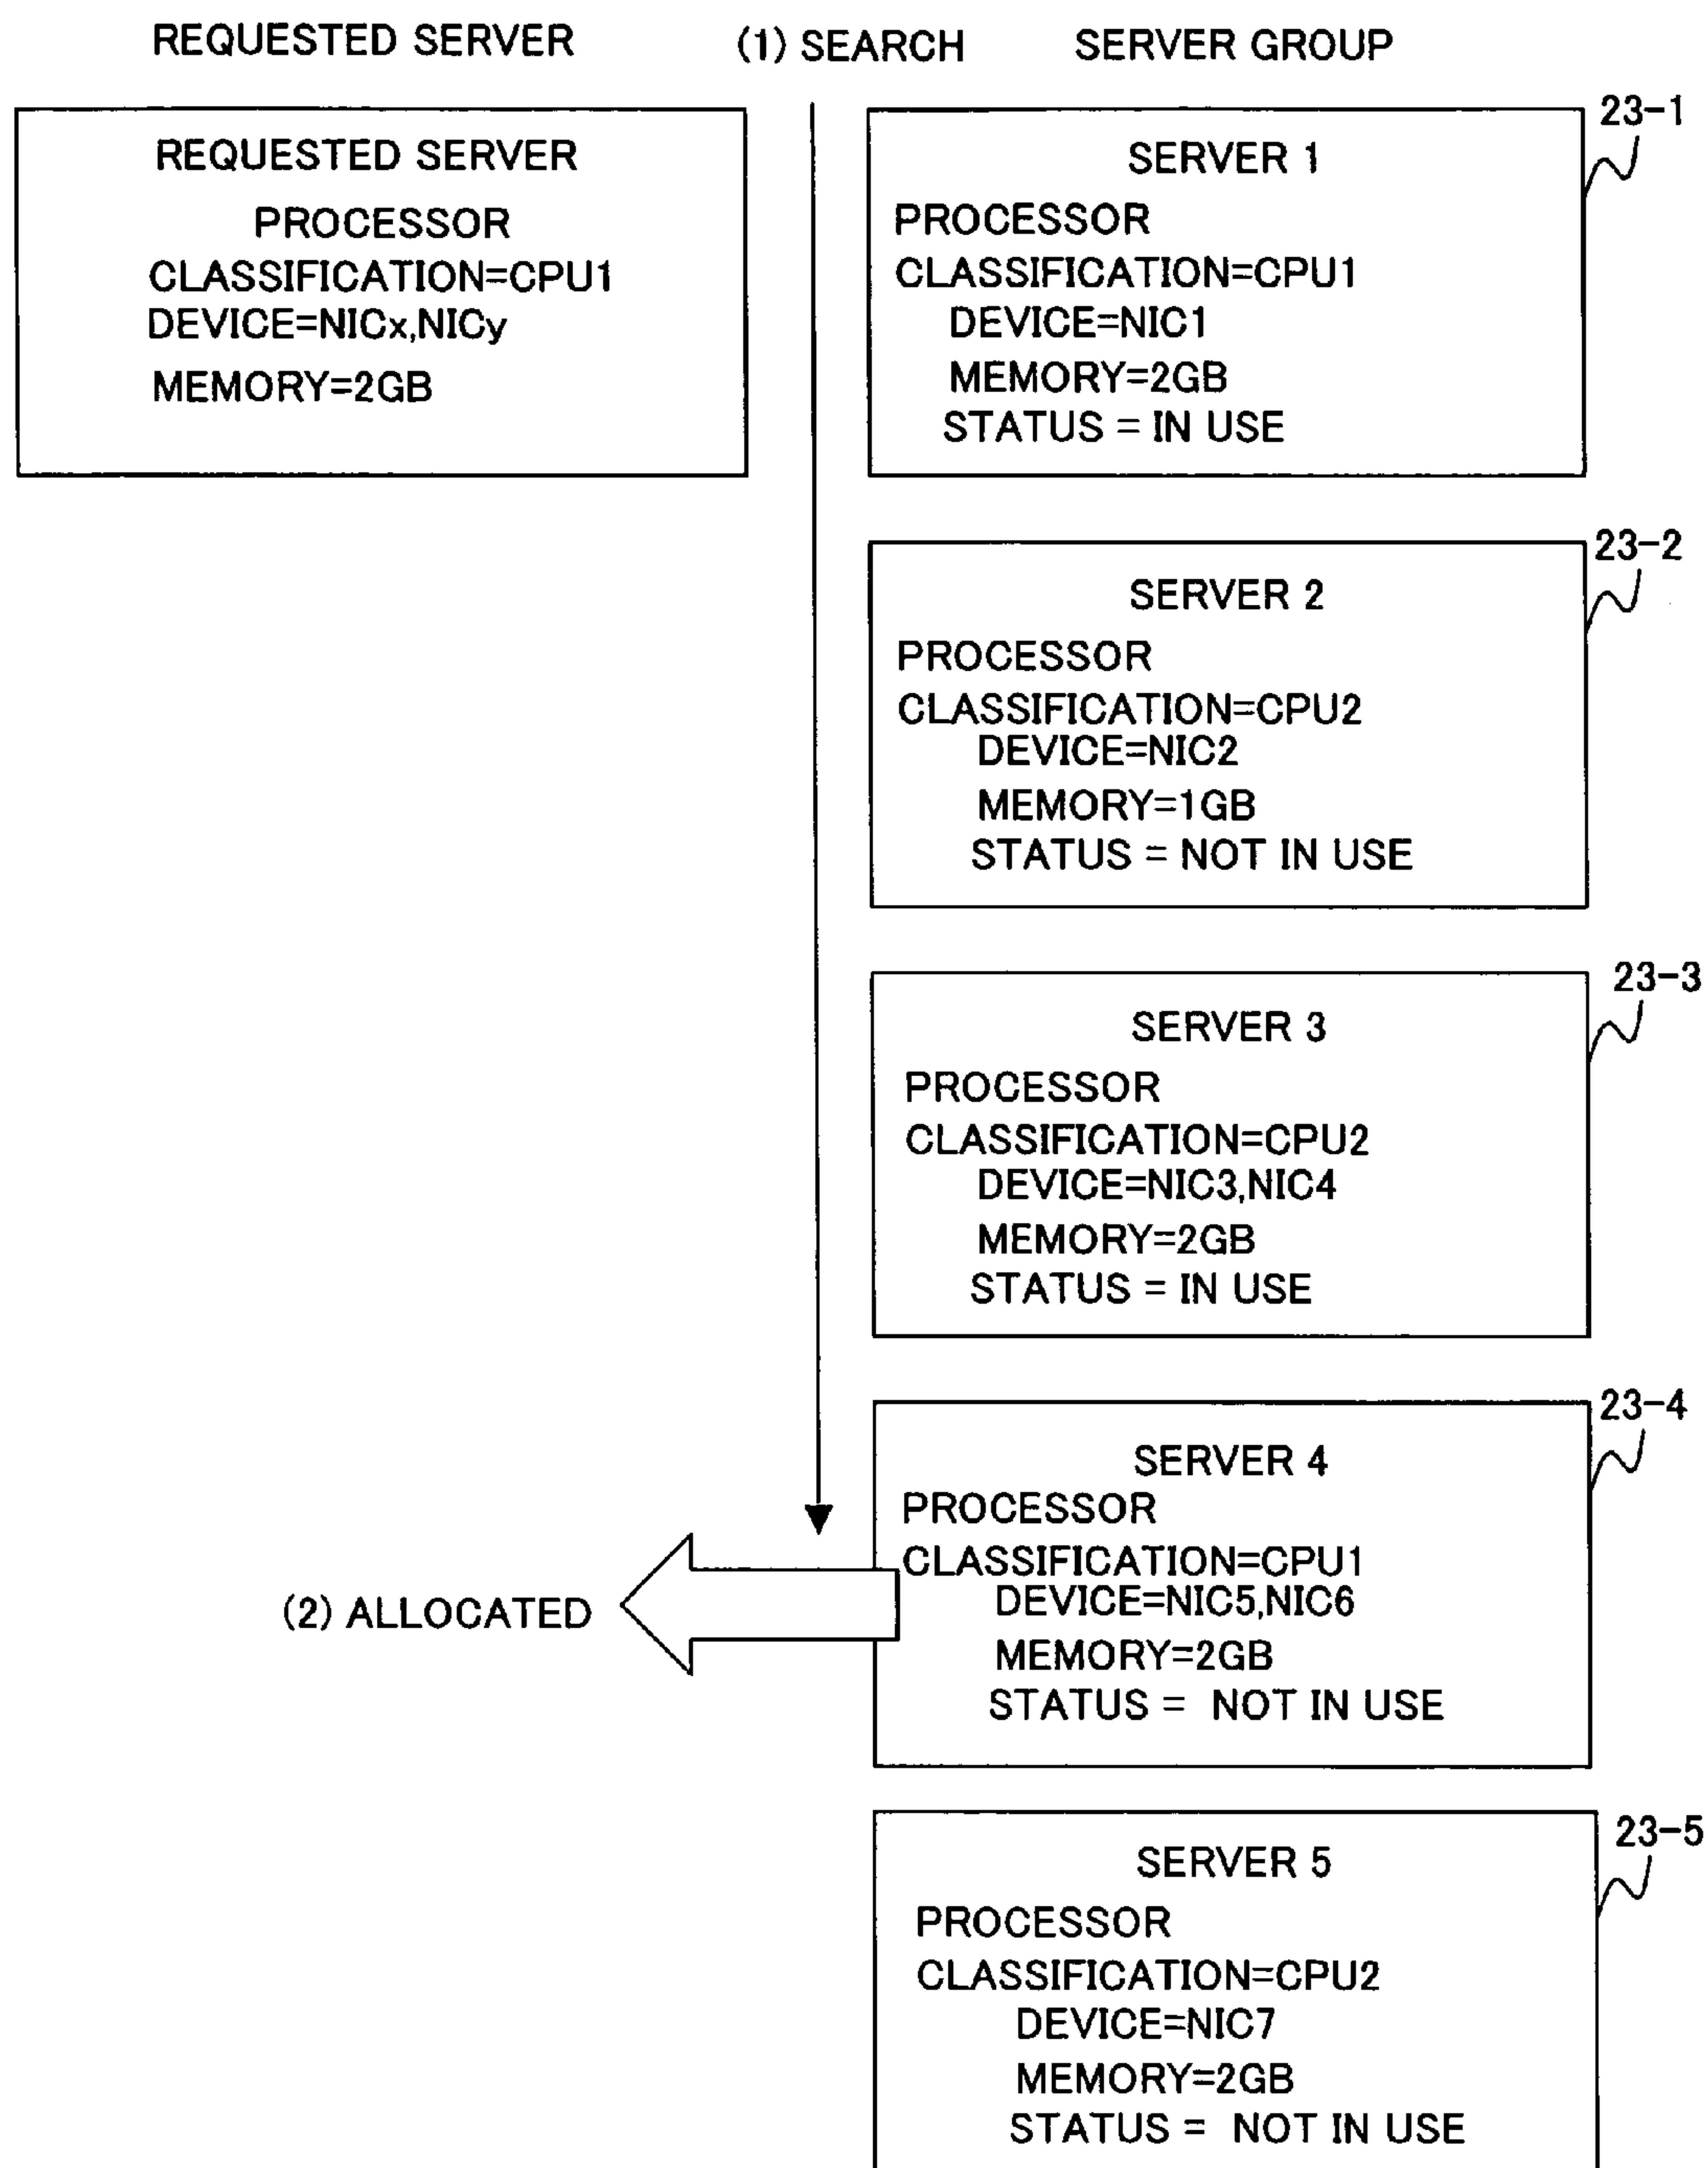 REQUESTED SERVER
(1) SEARCH
SERVER GROUP
REQUESTED SERVER
PROCESSOR
CLASSIFICATION=CPU1
DEVICE=NICx,NICy
MEMORY=2GB
23-1
SERVER 1
PROCESSOR
CLASSIFICATION=CPU1
DEVICE=NIC1
MEMORY=2GB
STATUS = IN USE
23-2
SERVER 2
PROCESSOR
CLASSIFICATION=CPU2
DEVICE=NIC2
MEMORY=1GB
STATUS = NOT IN USE
23-3
SERVER 3
PROCESSOR
CLASSIFICATION=CPU2
DEVICE=NIC3,NIC4
MEMORY=2GB
STATUS = IN USE
23-4
SERVER 4
PROCESSOR
CLASSIFICATION=CPU1
DEVICE=NIC5,NIC6
MEMORY=2GB
STATUS = NOT IN USE
(2) ALLOCATED
23-5
SERVER 5
PROCESSOR
CLASSIFICATION=CPU2
DEVICE=NIC7
MEMORY=2GB
STATUS = NOT IN USE